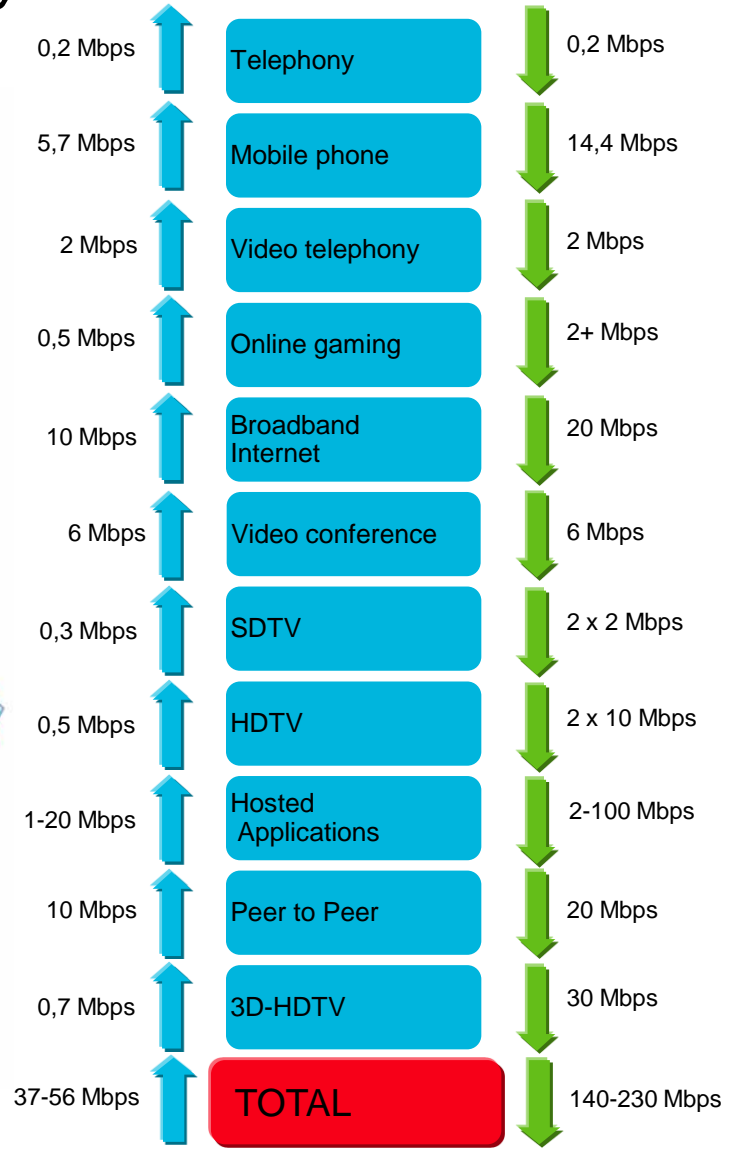 0,2 Mbps Telephony 0,2 Mbps
5,7 Mbps Mobile phone 14,4 Mbps
2 Mbps Video telephony 2 Mbps
0,5 Mbps Online gaming 2+ Mbps
10 Mbps Broadband 20 Mbps
Internet
6 Mbps Video conference 6 Mbps
0,3 Mbps SDTV 2 x 2 Mbps
0,5 Mbps HDTV 2 x 10 Mbps
1-20 Mbps Hosted 2-100 Mbps
Applications
10 Mbps Peer to Peer 20 Mbps
0,7 Mbps 3D-HDTV 30 Mbps
37-56 Mbps TOTAL 140-230 Mbps